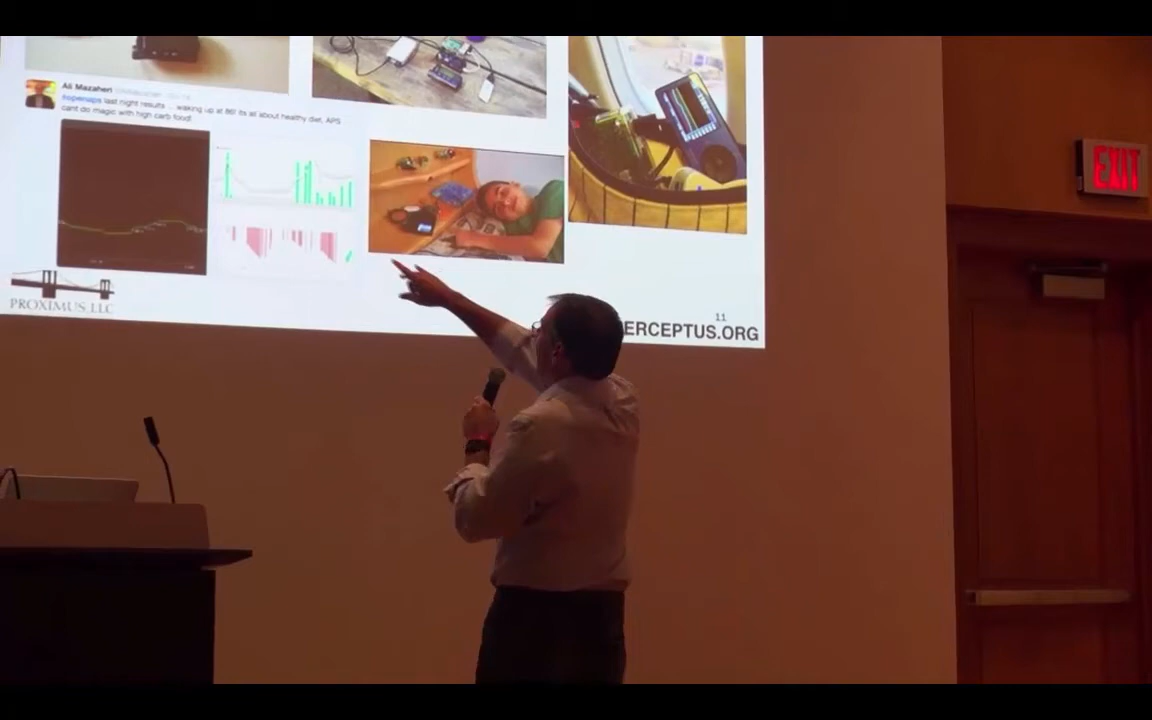 Ali Mazaheri
#openaps last night results ... waking up at 86! its all about healthy diet, APS
cant do magic with high carb food!
EXIT
PROXIMUS LLC
11
ERCEPTUS.ORG